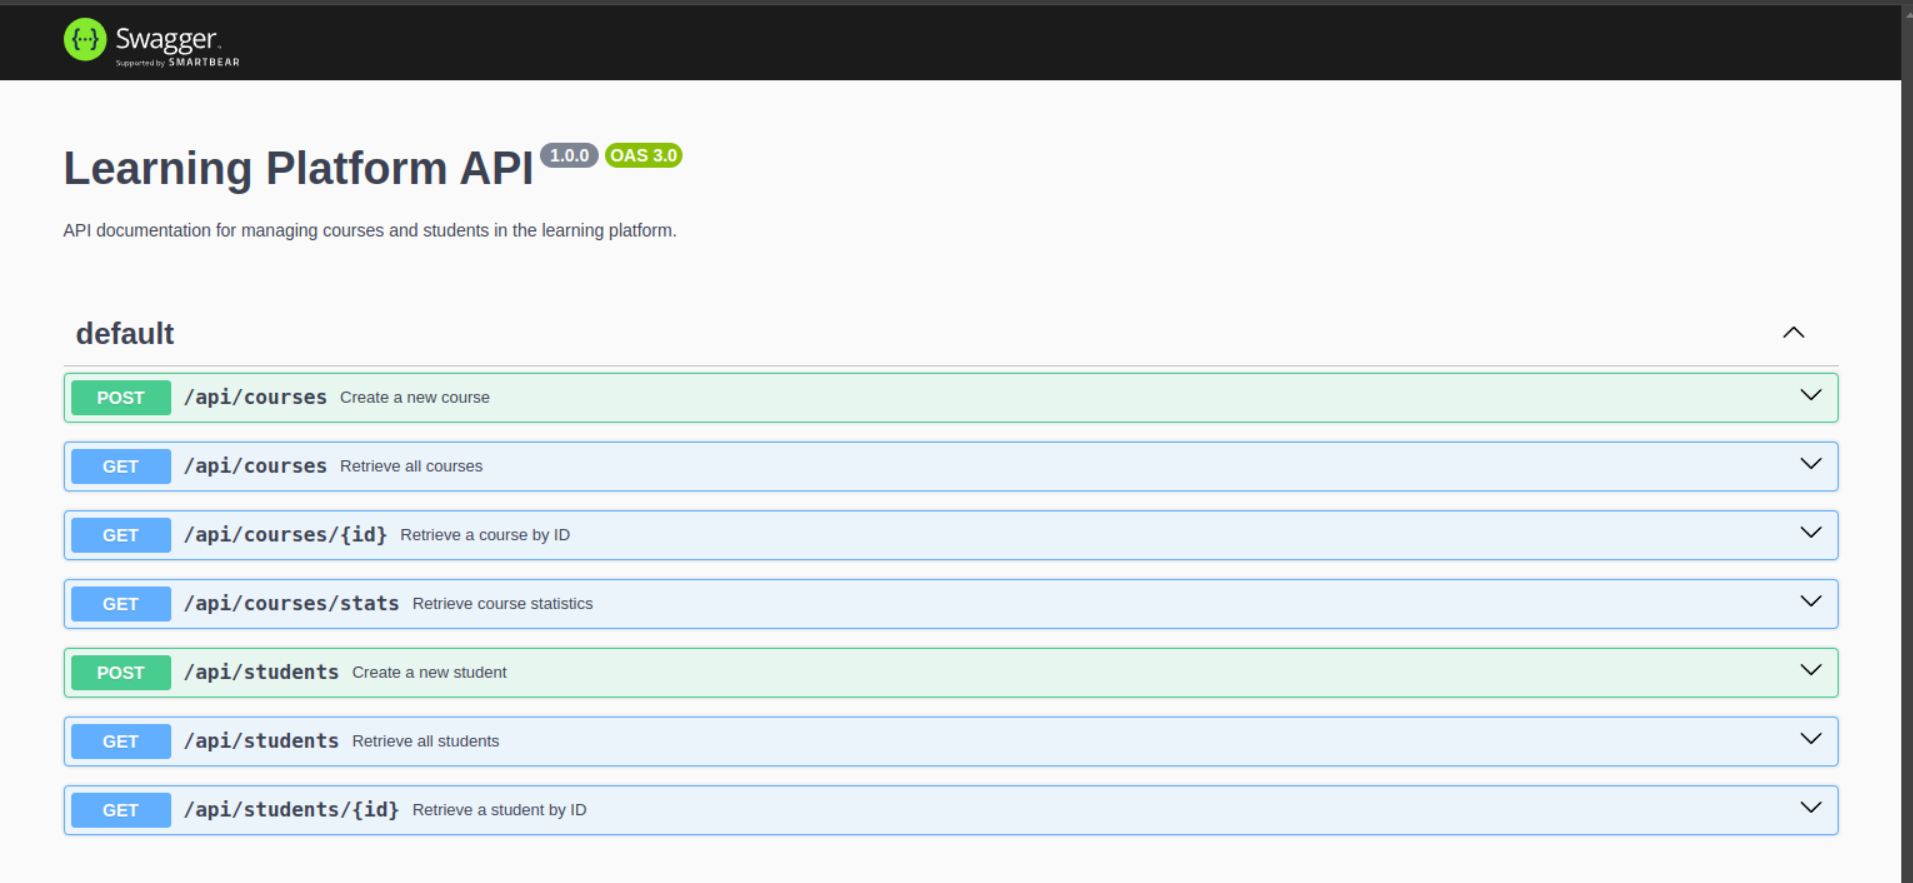 {···} Swagger.
Supported by SMARTBEAR
Learning Platform API 1.0.0 OAS 3.0
API documentation for managing courses and students in the learning platform.
default
POST /api/courses Create a new course
GET /api/courses Retrieve all courses
GET /api/courses/{id} Retrieve a course by ID
GET /api/courses/stats Retrieve course statistics
POST /api/students Create a new student
GET /api/students Retrieve all students
GET /api/students/{id} Retrieve a student by ID